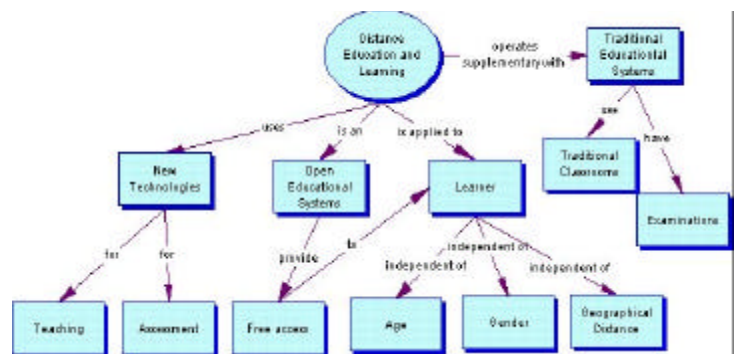 Distance
Education and
Learning
operates
supplementary with
Traditional
Educational
Systems
uses
is an
is applied to
use
have
New
Technologies
Open
Educational
Systems
Learner
Traditional
Classrooms
Examinations
for
for
provide
to
independent of
independent of
independent of
Teaching
Assessment
Free access
Age
Gender
Geographical
Distance